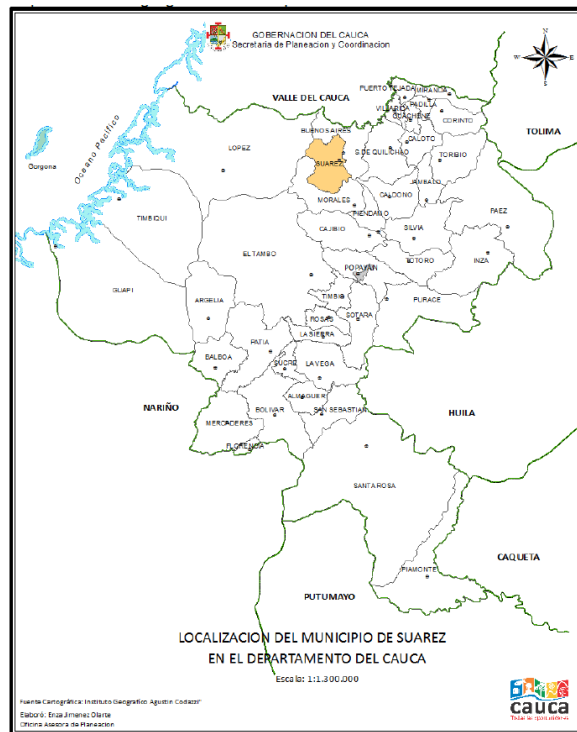 GOBERNACION DEL CAUCA
Secretaria de Planeacion y Coordinacion
N
W
E
S
PUERTO TEJADA
MIRANDA
VALLE DEL CAUCA
PADILLA
VILLA RICA
GUACHENE
CORINTO
BUENOS AIRES
TOLIMA
CALOTO
Oceano Pacifico
LOPEZ
S. DE QUILICHAO
TORIBIO
Gorgona
SUAREZ
JAMBALO
MORALES
CALDONO
PIENDAMO
PAEZ
TIMBIQUI
CAJIBIO
SILVIA
EL TAMBO
TOTORO
INZA
POPAYAN
GUAPI
ARGELIA
TIMBIO
PURACE
ROSAS
SOTARA
LA SIERRA
PATIA
BALBOA
SUCRE
LA VEGA
ALMAGUER
NARIÑO
BOLIVAR
SAN SEBASTIAN
HUILA
MERCADERES
FLORENCIA
SANTA ROSA
CAQUETA
PIAMONTE
PUTUMAYO
LOCALIZACION DEL MUNICIPIO DE SUAREZ
EN EL DEPARTAMENTO DEL CAUCA
Escala: 1:1.300.000
Fuente Cartográfica: Instituto Geografico Agustin Codazzi"
Elaboró: Enza Jimenez Olarte
Oficina Asesora de Planeacion
cauca